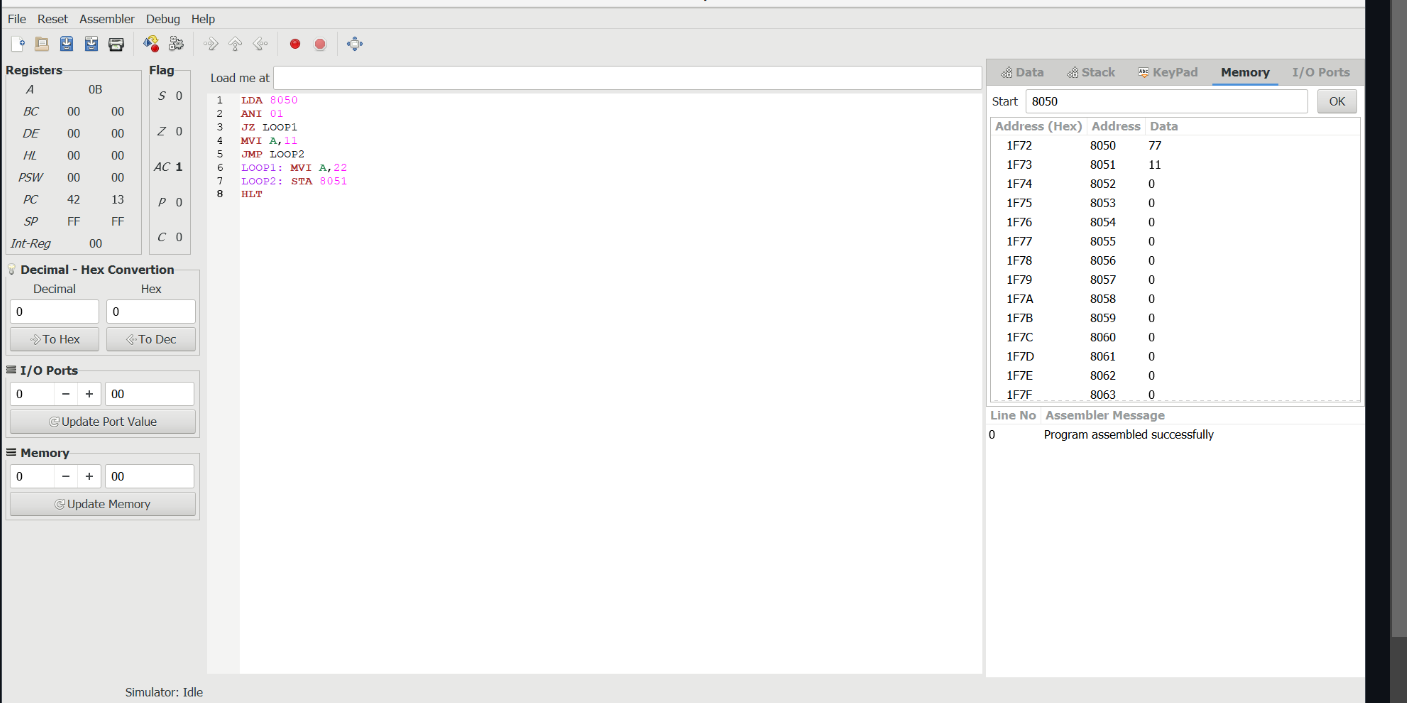 File Reset Assembler Debug Help
Registers
A 0B
BC 00 00
DE 00 00
HL 00 00
PSW 00 00
PC 42 13
SP FF FF
Int-Reg 00
Flag
S 0
Z 0
AC 1
P 0
C 0
Decimal - Hex Convertion
Decimal Hex
0 0
To Hex To Dec
I/O Ports
0 − + 00
Update Port Value
Memory
0 − + 00
Update Memory
Simulator: Idle
Load me at
1 LDA 8050
2 ANI 01
3 JZ LOOP1
4 MVI A,11
5 JMP LOOP2
6 LOOP1: MVI A,22
7 LOOP2: STA 8051
8 HLT
Data Stack KeyPad Memory I/O Ports
Start 8050 OK
Address (Hex) Address Data
1F72 8050 77
1F73 8051 11
1F74 8052 0
1F75 8053 0
1F76 8054 0
1F77 8055 0
1F78 8056 0
1F79 8057 0
1F7A 8058 0
1F7B 8059 0
1F7C 8060 0
1F7D 8061 0
1F7E 8062 0
1F7F 8063 0
Line No Assembler Message
0 Program assembled successfully